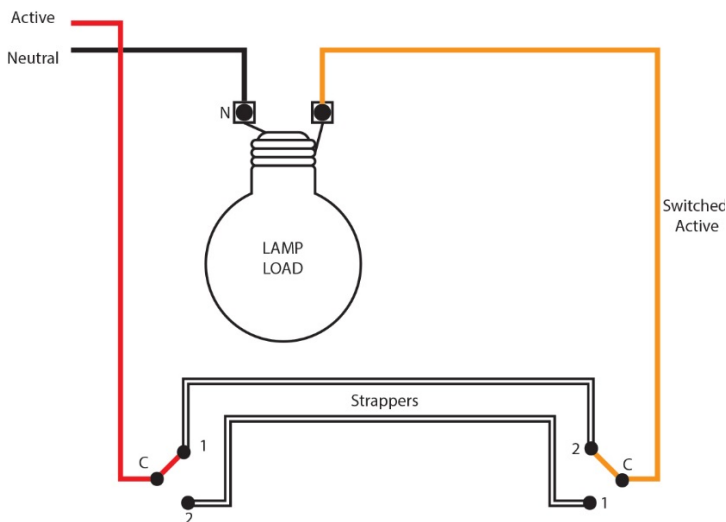 Active
Neutral
N
LAMP
LOAD
Switched
Active
Strappers
1
2
C
C
2
1